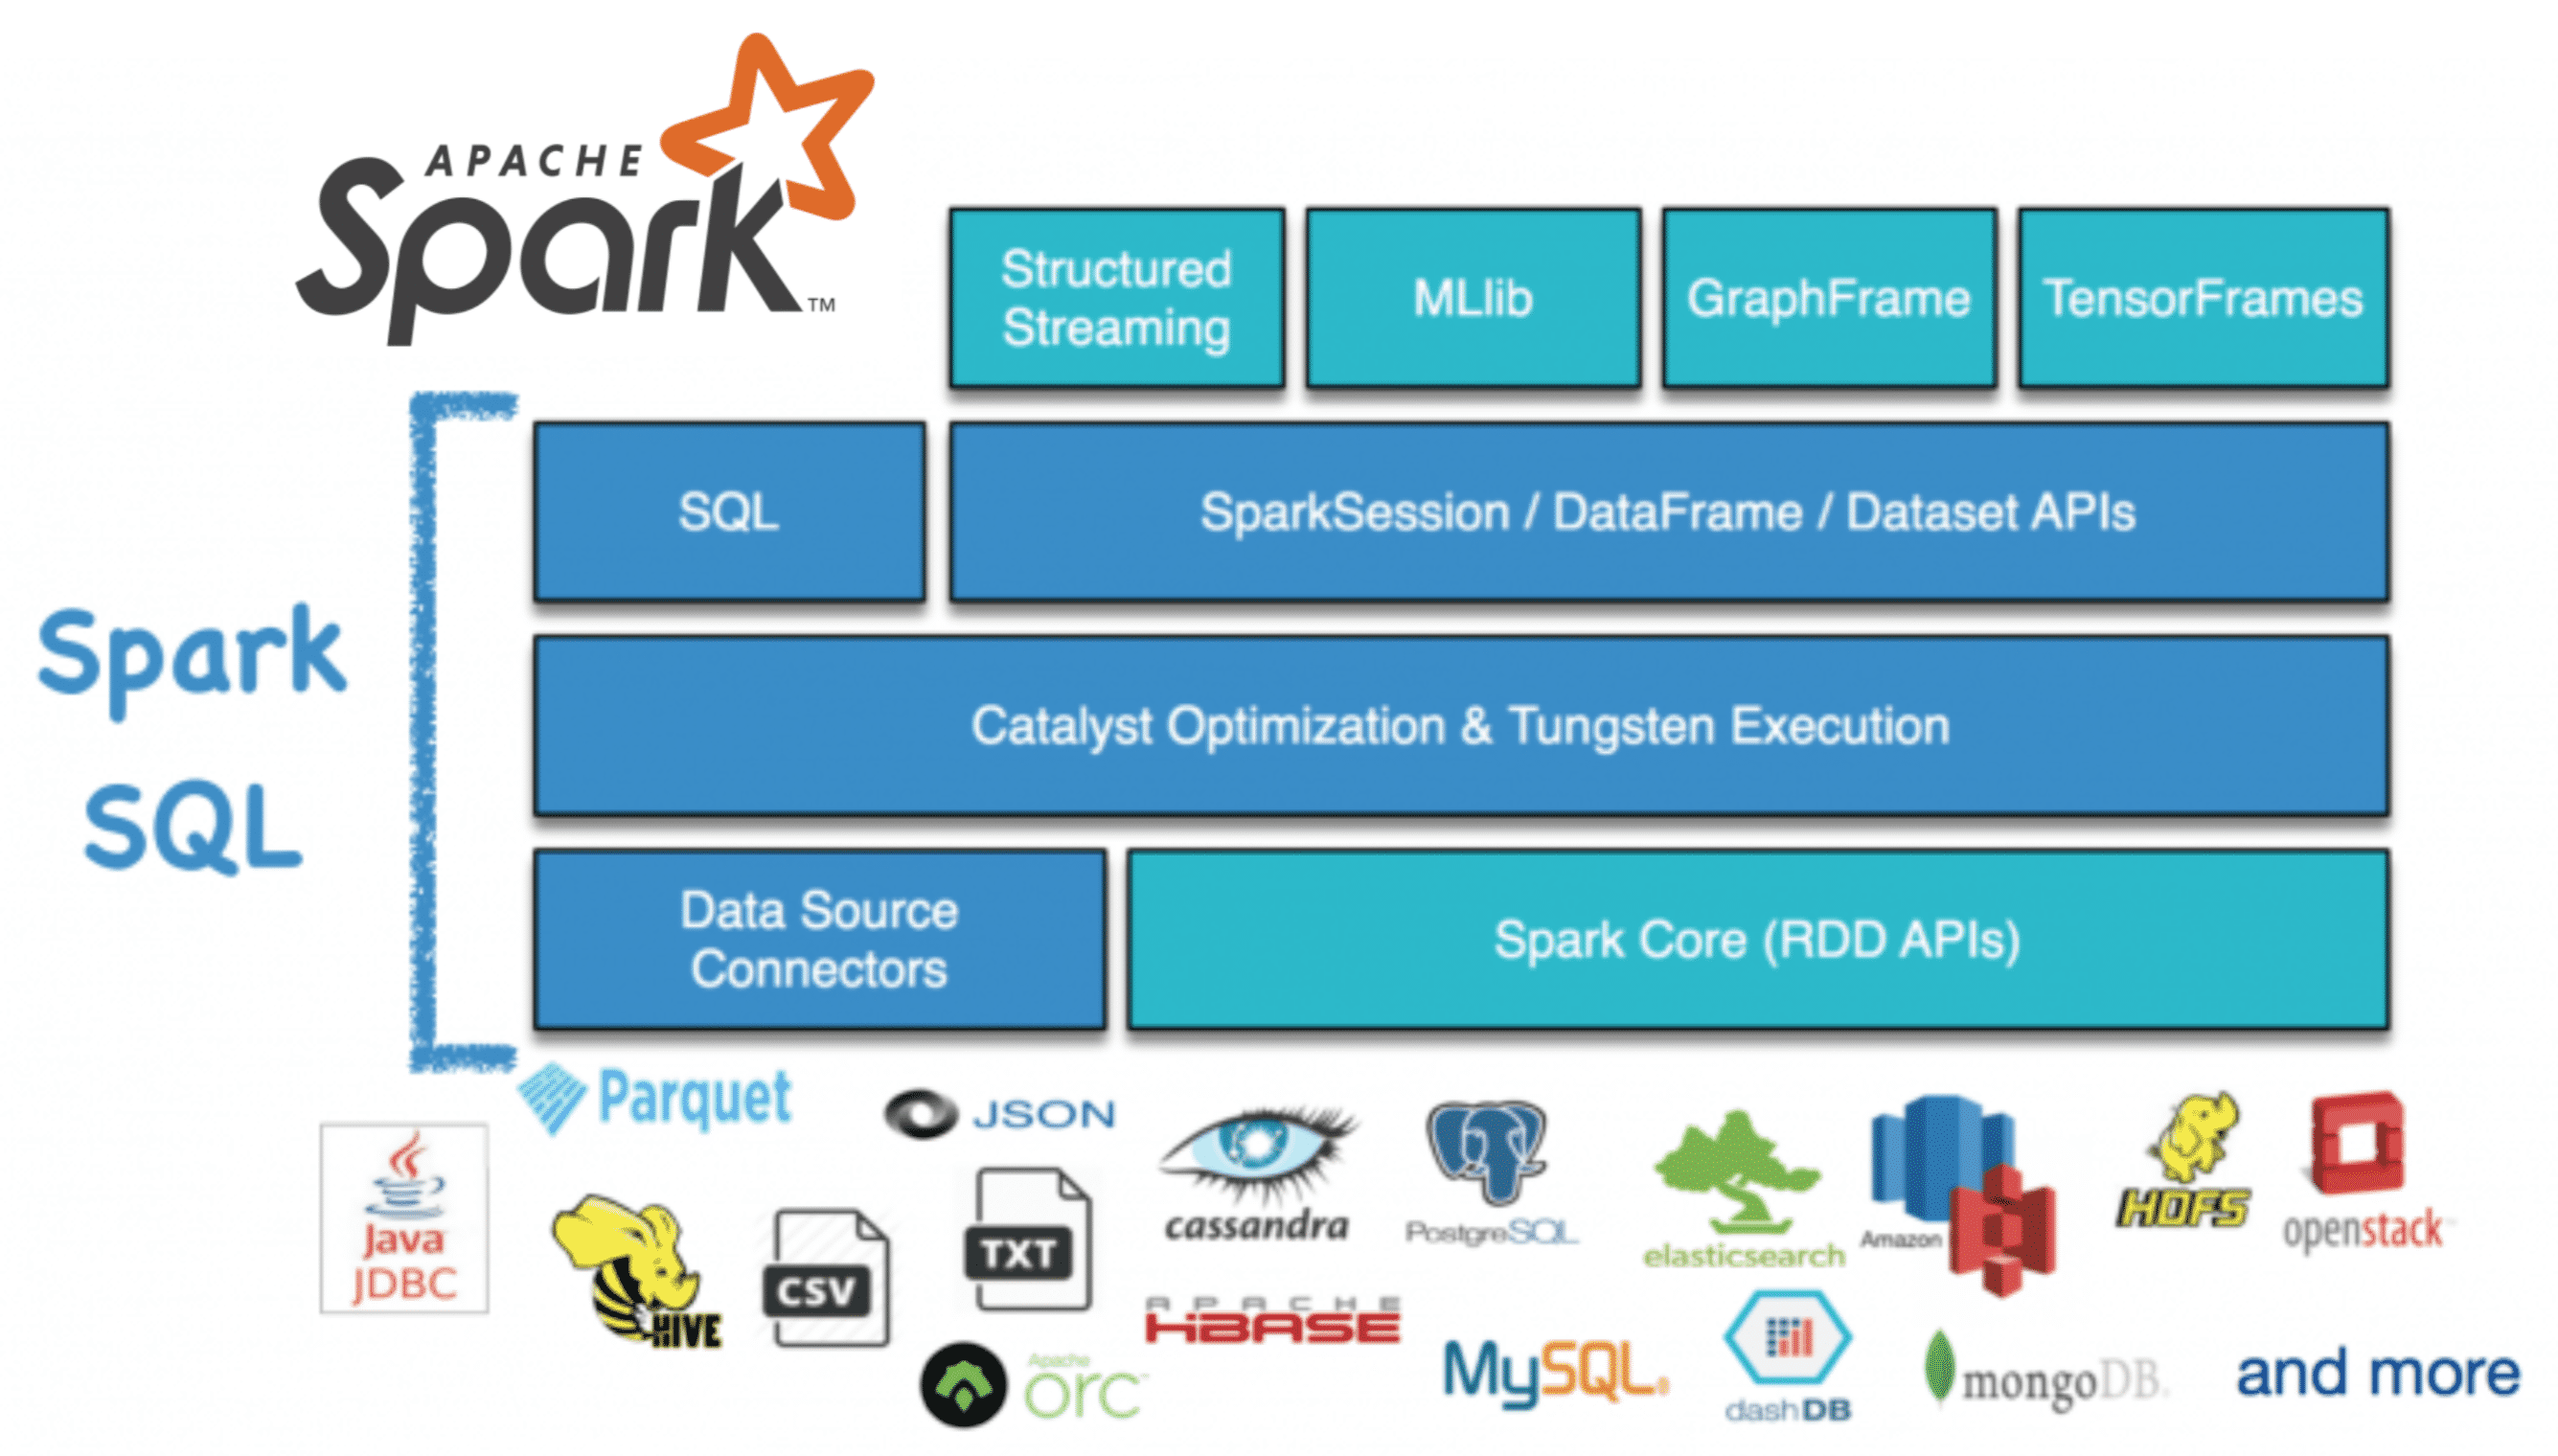 APACHE
Spark™
Structured
Streaming
MLlib
GraphFrame
TensorFrames
SQL
SparkSession / DataFrame / Dataset APIs
Spark
SQL
Catalyst Optimization & Tungsten Execution
Data Source
Connectors
Spark Core (RDD APIs)
Parquet
JSON
Java
JDBC
HIVE
CSV
TXT
Apache
orc
cassandra
APACHE
HBASE
PostgreSQL
MySQL
elasticsearch
dashDB
Amazon
mongoDB
HDFS
openstack
and more